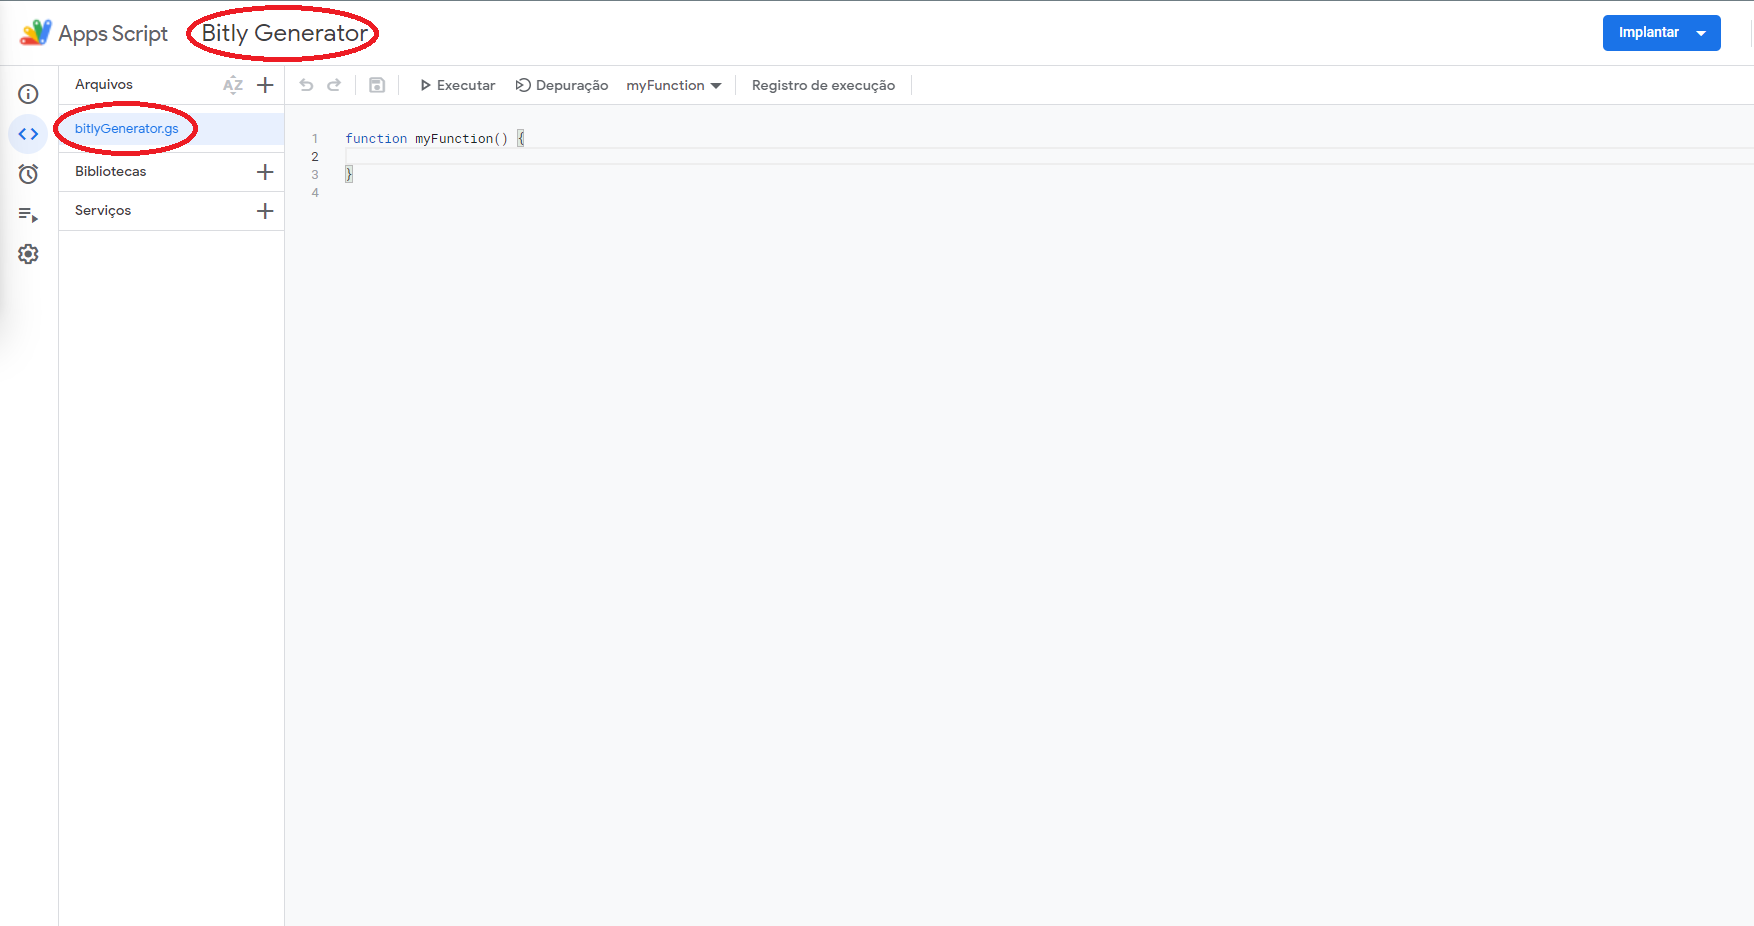 Apps Script Bitly Generator
Implantar
Arquivos AZ
Executar Depuração myFunction Registro de execução
bitlyGenerator.gs
Bibliotecas
Serviços
1 function myFunction() {
2
3 }
4